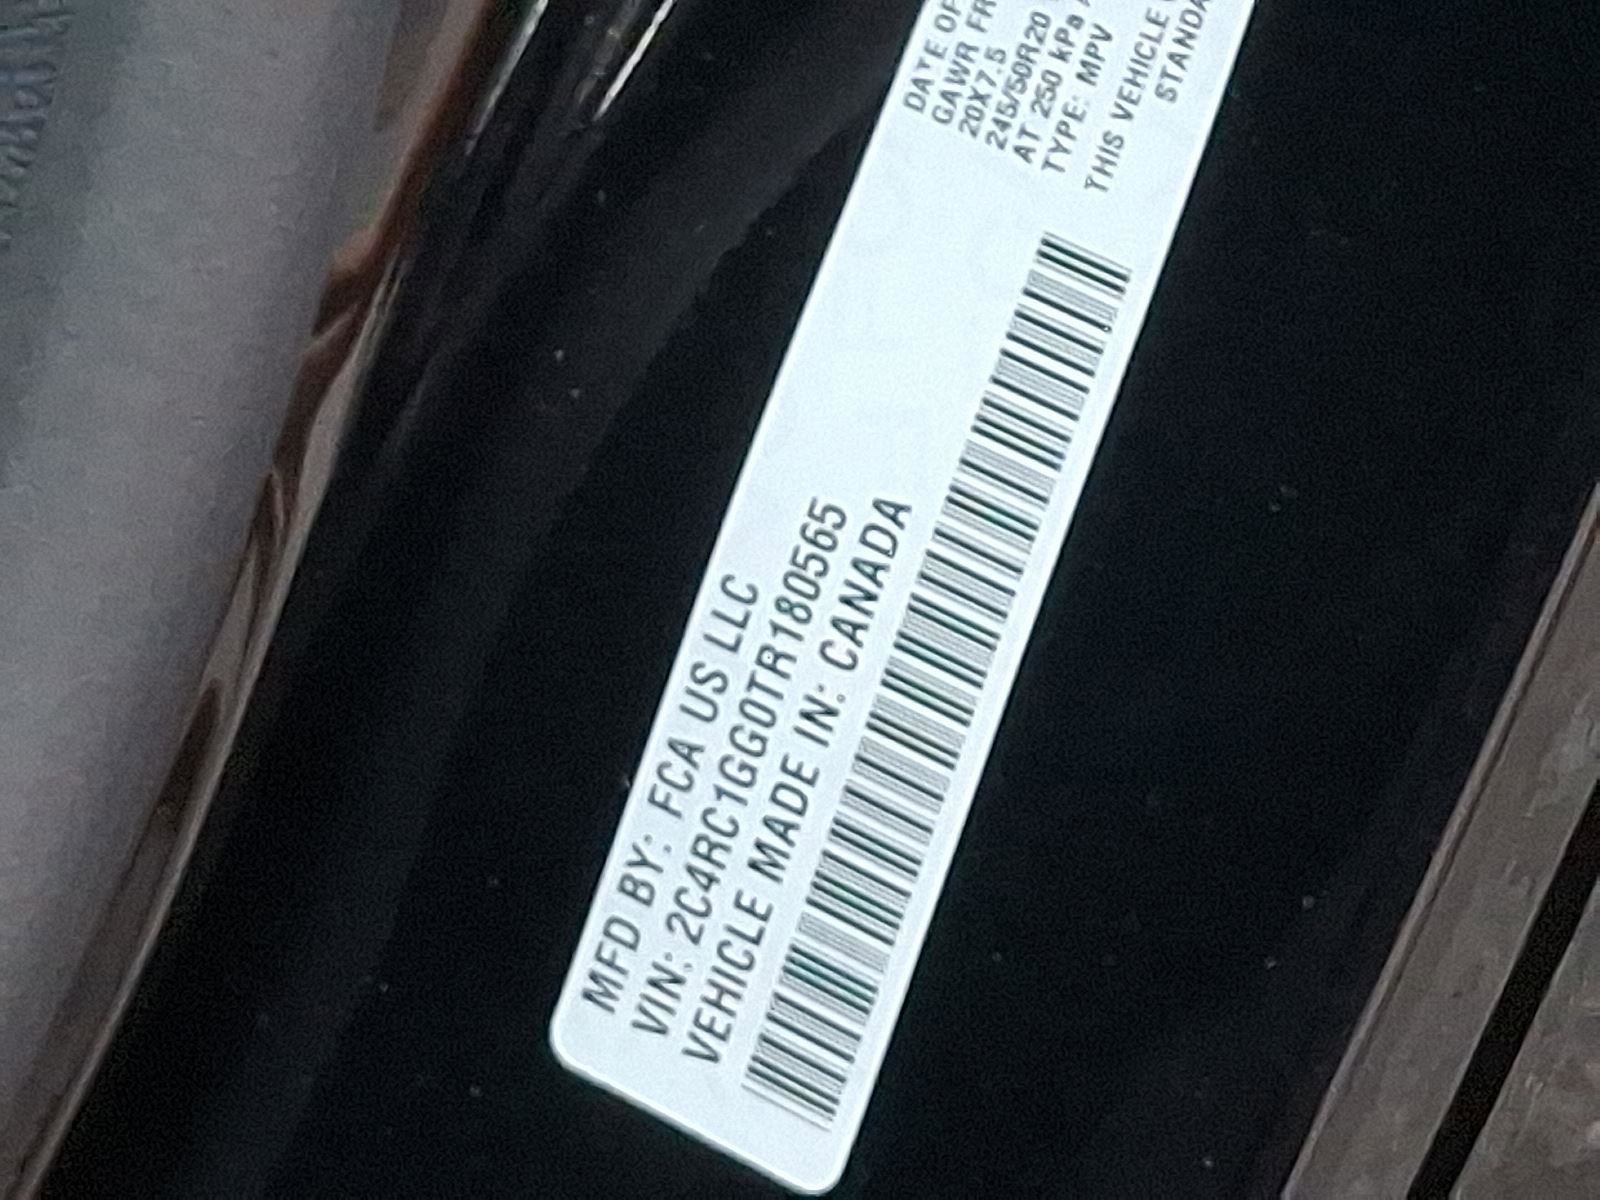 MFD BY: FCA US LLC
VIN: 2C4RC1GG0TR180565
VEHICLE MADE IN: CANADA
DATE OF
GAWR FR
20X7.5
245/50R20
AT 250 kPa
TYPE: MPV
THIS VEHICLE